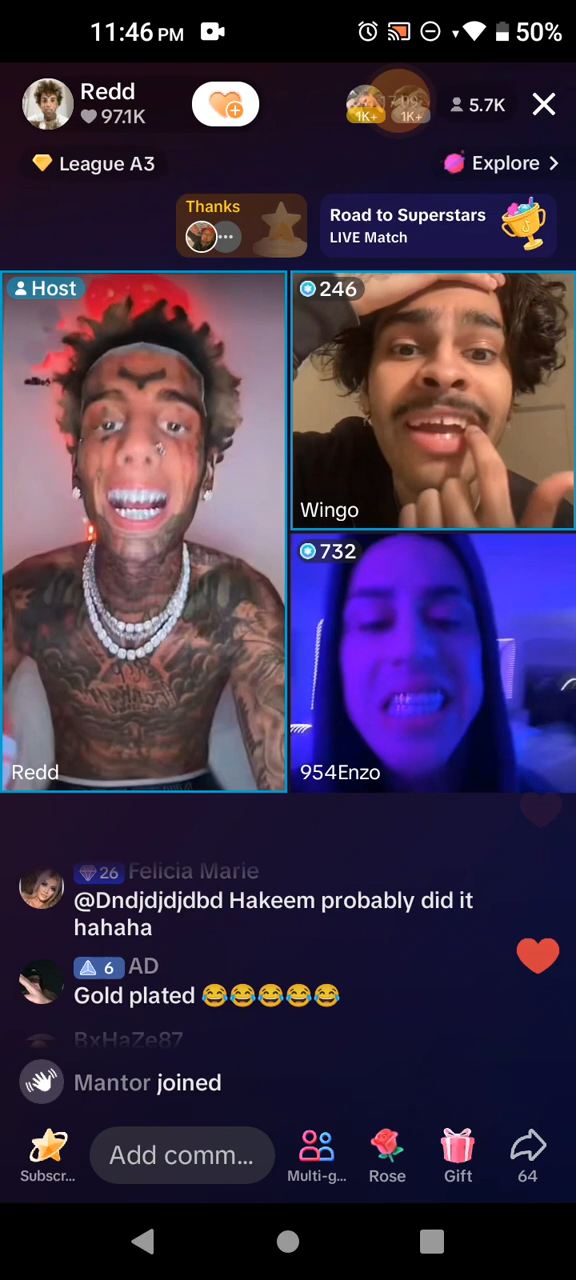 11:46 PM
50%
Redd
97.1K
1K+
1K+
5.7K
League A3
Explore
Thanks
Road to Superstars
LIVE Match
Host
246
Wingo
732
Redd
954Enzo
26 Felicia Marie
@Dndjdjdjdbd Hakeem probably did it
hahaha
6 AD
Gold plated 😂😂😂😂😂
BxHaZe87
Mantor joined
Add comm...
Subscr...
Multi-g...
Rose
Gift
64